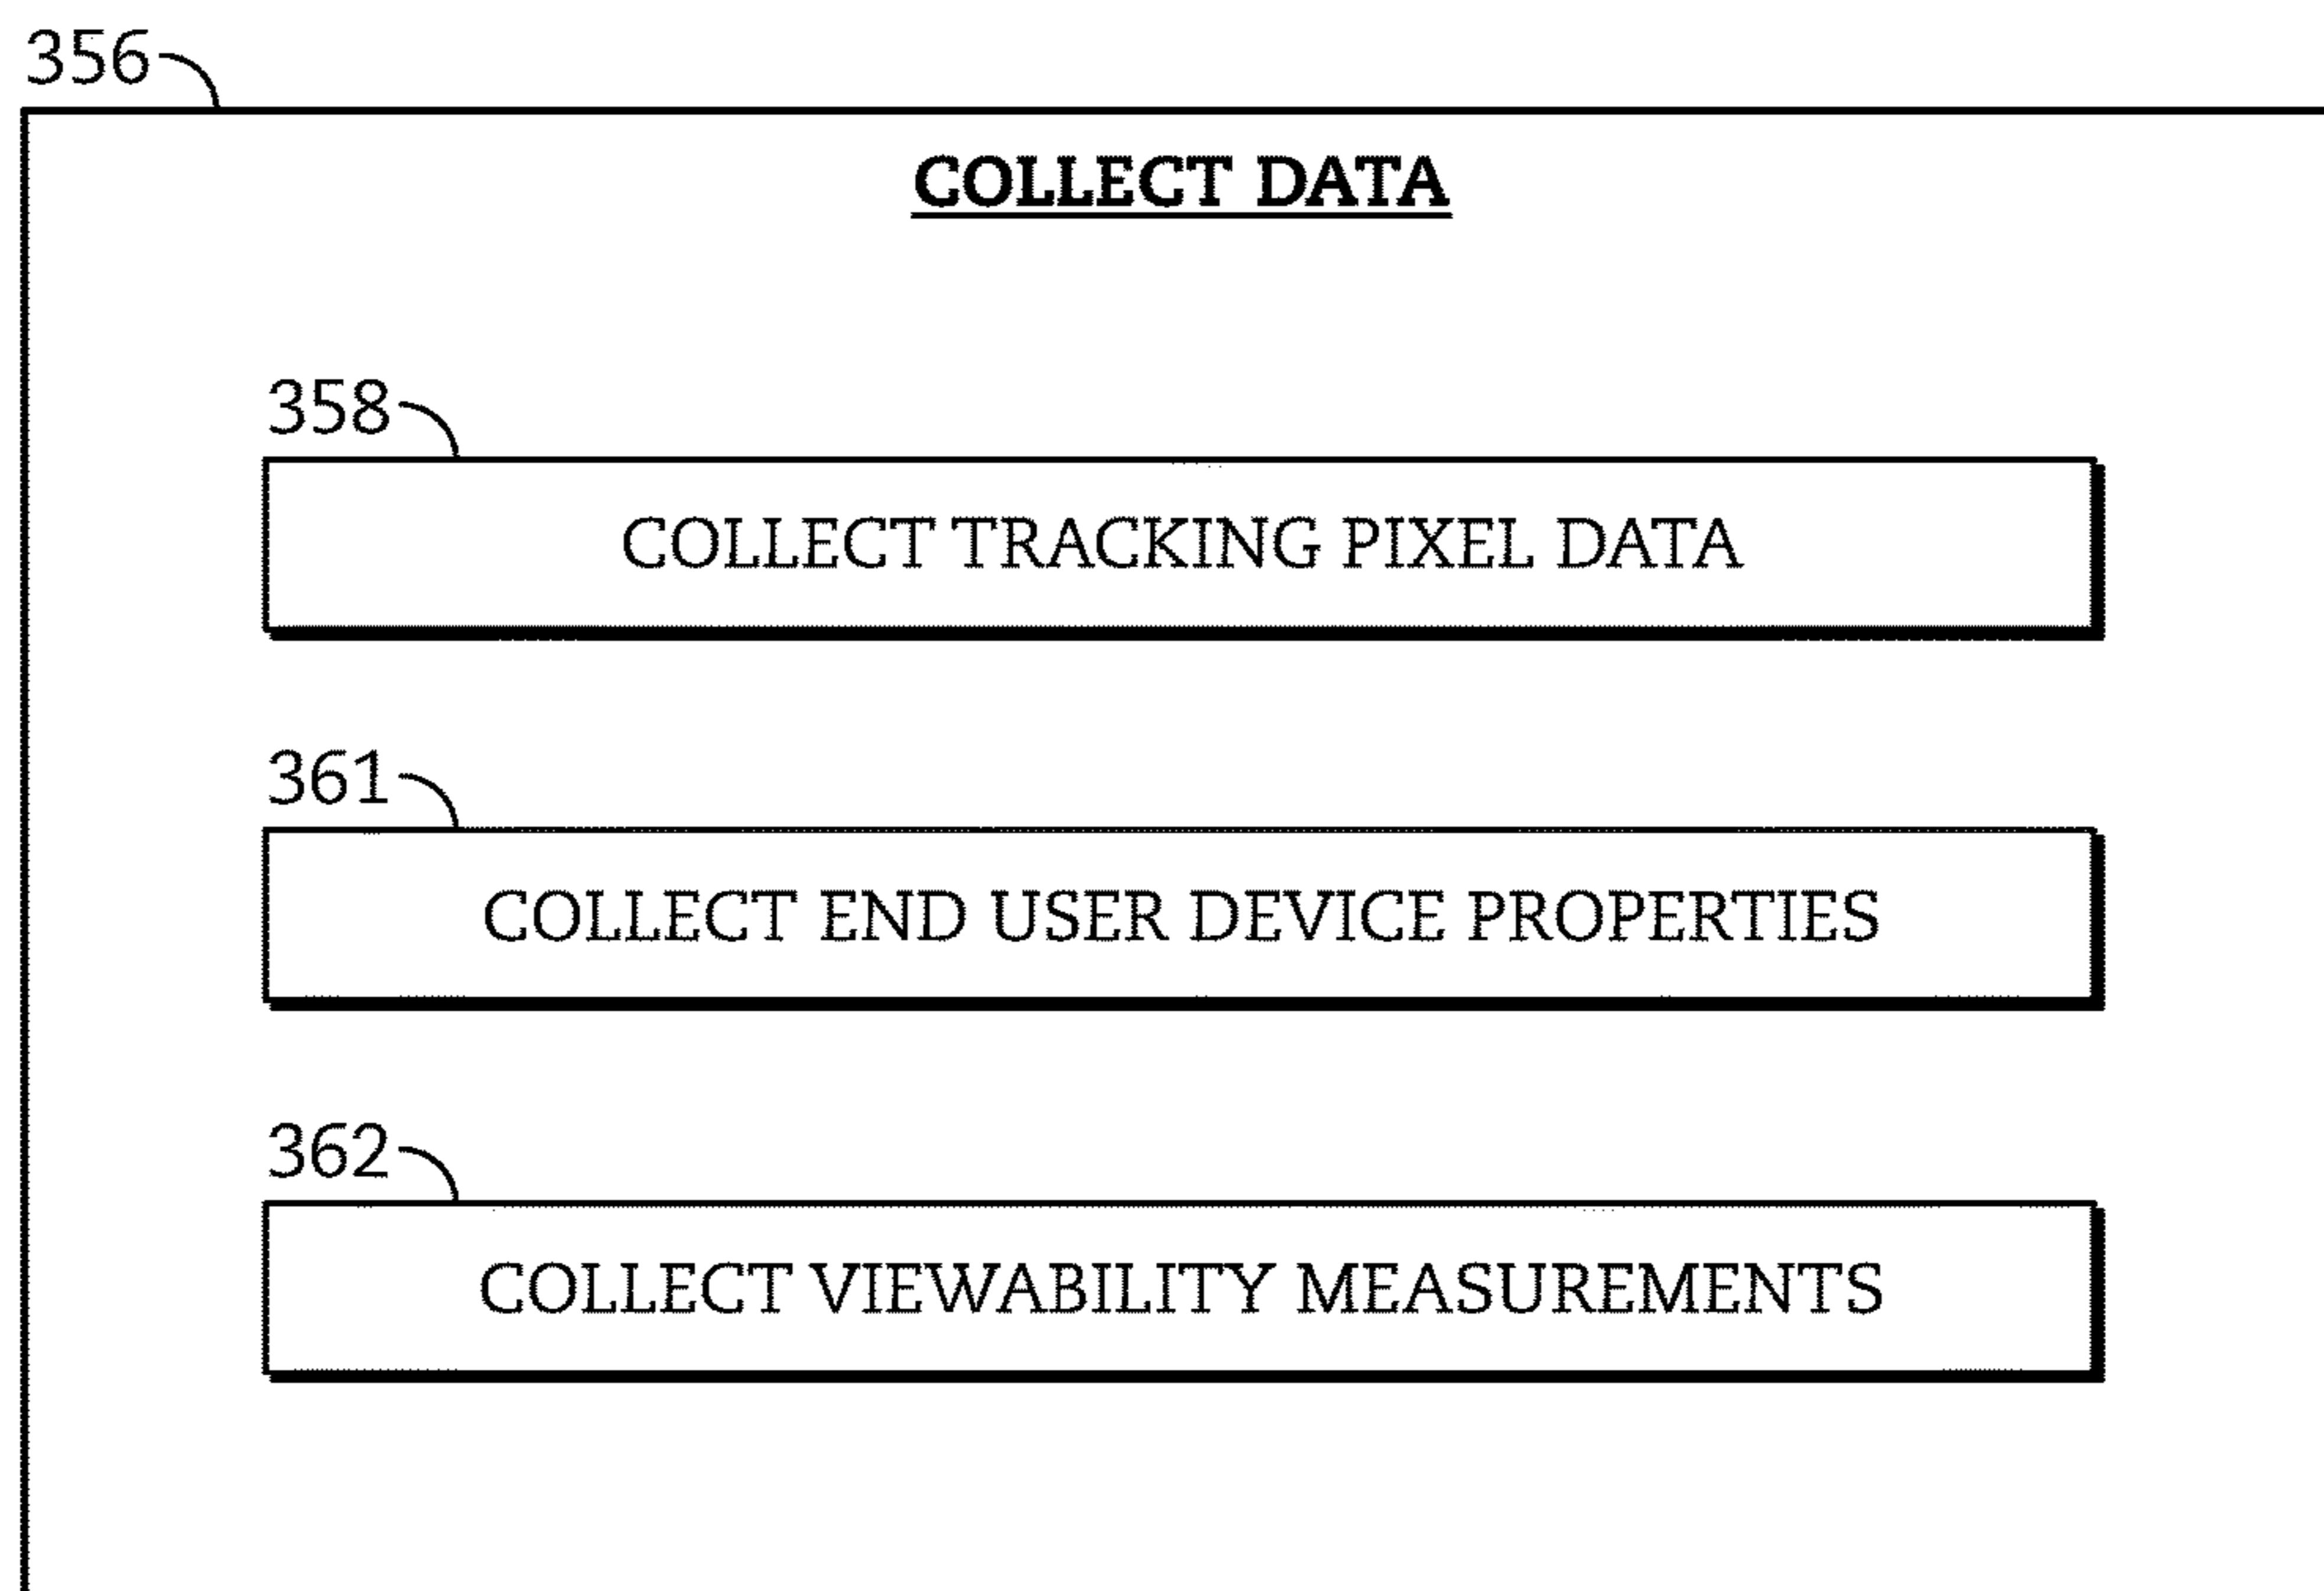 356
COLLECT DATA
358
COLLECT TRACKING PIXEL DATA
361
COLLECT END USER DEVICE PROPERTIES
362
COLLECT VIEWABILITY MEASUREMENTS